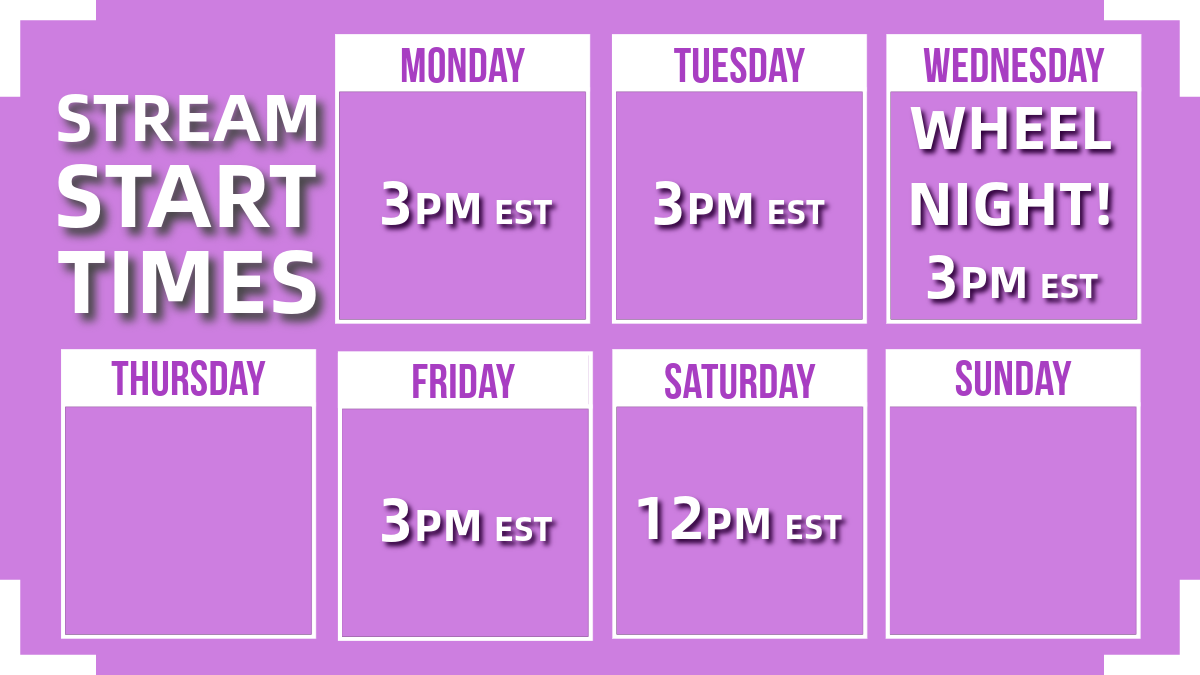 STREAM
START
TIMES
MONDAY
3PM EST
TUESDAY
3PM EST
WEDNESDAY
WHEEL
NIGHT!
3PM EST
THURSDAY
FRIDAY
3PM EST
SATURDAY
12PM EST
SUNDAY